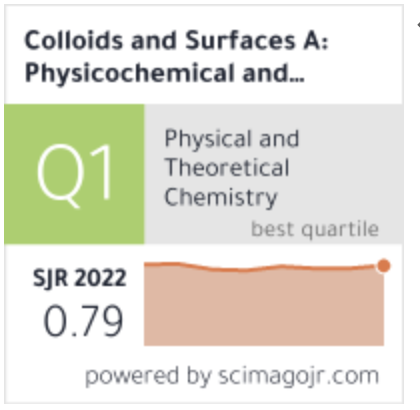 Colloids and Surfaces A:
Physicochemical and...
Q1
Physical and
Theoretical
Chemistry
best quartile
SJR 2022
0.79
powered by scimagojr.com